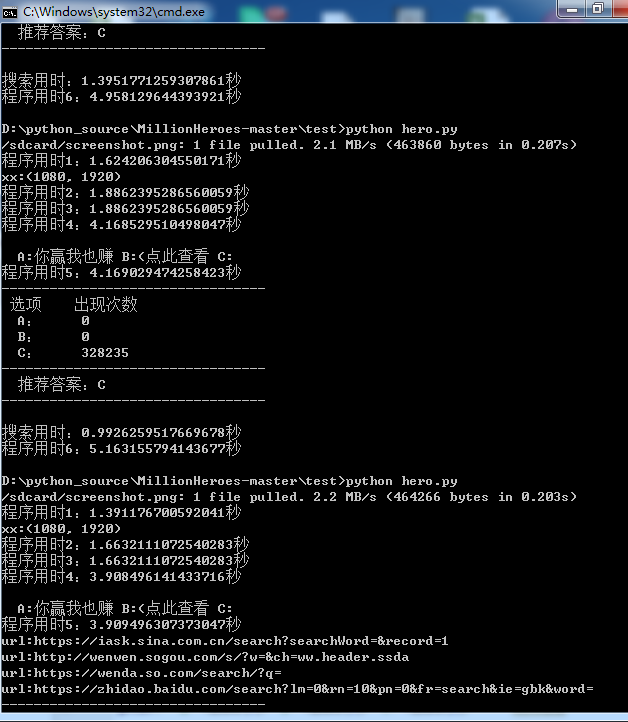 C:\Windows\system32\cmd.exe
推荐答案：C
---------------------------------
搜索用时：1.3951771259307861秒
程序用时6：4.958129644393921秒
D:\python_source\MillionHeroes-master\test>python hero.py
/sdcard/screenshot.png: 1 file pulled. 2.1 MB/s (463860 bytes in 0.207s)
程序用时1：1.624206304550171秒
xx:(1080, 1920)
程序用时2：1.8862395286560059秒
程序用时3：1.8862395286560059秒
程序用时4：4.168529510498047秒
A:你赢我也赚 B:(点此查看 C:
程序用时5：4.169029474258423秒
---------------------------------
选项 出现次数
A： 0
B： 0
C： 328235
---------------------------------
推荐答案：C
---------------------------------
搜索用时：0.9926259517669678秒
程序用时6：5.163155794143677秒
D:\python_source\MillionHeroes-master\test>python hero.py
/sdcard/screenshot.png: 1 file pulled. 2.2 MB/s (464266 bytes in 0.203s)
程序用时1：1.391176700592041秒
xx:(1080, 1920)
程序用时2：1.6632111072540283秒
程序用时3：1.6632111072540283秒
程序用时4：3.908496141433716秒
A:你赢我也赚 B:(点此查看 C:
程序用时5：3.909496307373047秒
url:https://iask.sina.com.cn/search?searchWord=&record=1
url:http://wenwen.sogou.com/s/?w=&ch=ww.header.ssda
url:https://wenda.so.com/search/?q=
url:https://zhidao.baidu.com/search?lm=0&rn=10&pn=0&fr=search&ie=gbk&word=
---------------------------------